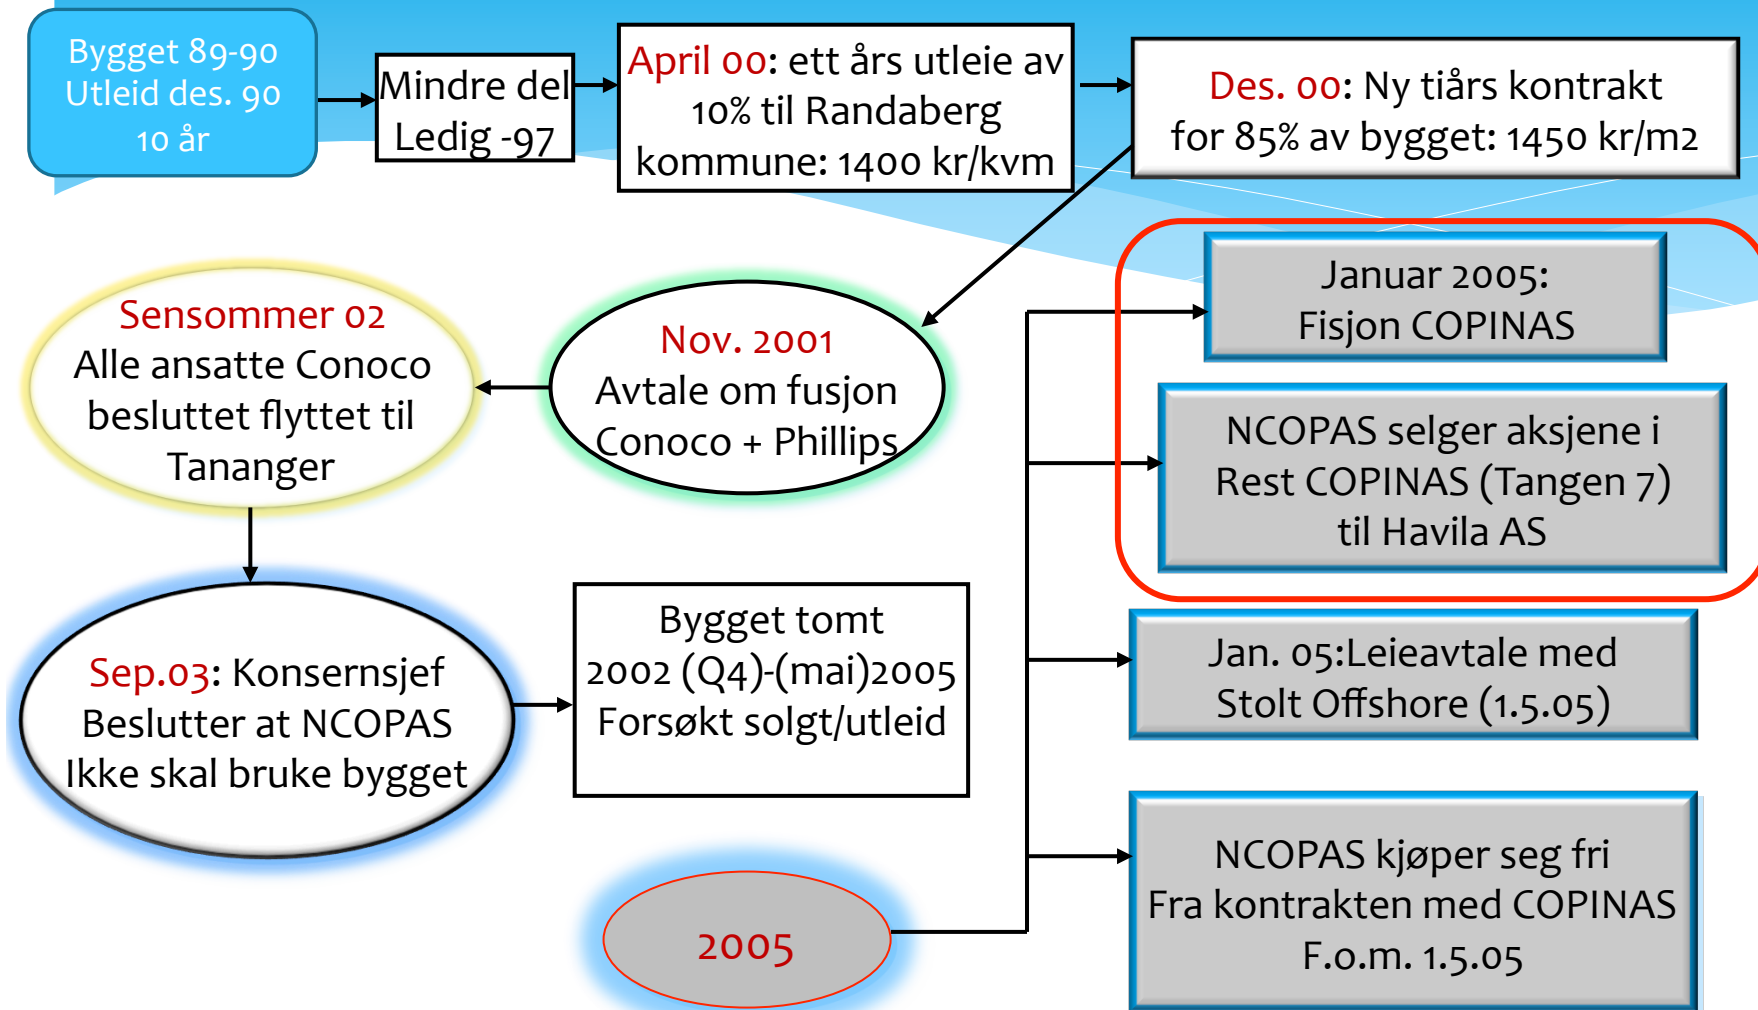 Bygget 89-90
Utleid des. 90
10 år
Mindre del
Ledig -97
April 00: ett års utleie av
10% til Randaberg
kommune: 1400 kr/kvm
Des. 00: Ny tiårs kontrakt
for 85% av bygget: 1450 kr/m2
Nov. 2001
Avtale om fusjon
Conoco + Phillips
Sensommer 02
Alle ansatte Conoco
besluttet flyttet til
Tananger
Sep.03: Konsernsjef
Beslutter at NCOPAS
Ikke skal bruke bygget
Bygget tomt
2002 (Q4)-(mai)2005
Forsøkt solgt/utleid
2005
Januar 2005:
Fisjon COPINAS
NCOPAS selger aksjene i
Rest COPINAS (Tangen 7)
til Havila AS
Jan. 05:Leieavtale med
Stolt Offshore (1.5.05)
NCOPAS kjøper seg fri
Fra kontrakten med COPINAS
F.o.m. 1.5.05